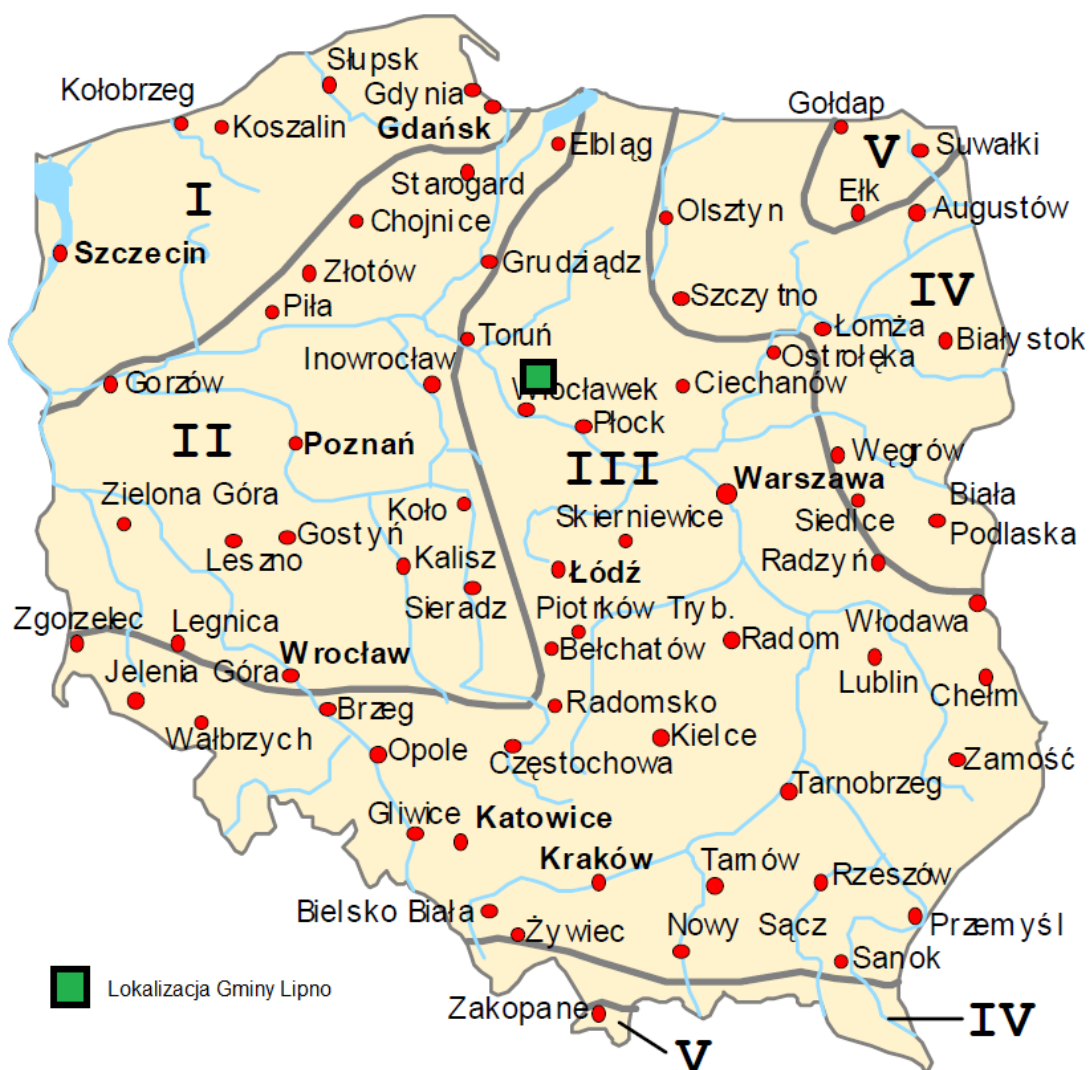 Słupsk
Kołobrzeg
Gdynia
Koszalin
Gdańsk
Gołdap
V
Suwałki
Elbląg
Starogard
Ełk
I
Chojnice
Olsztyn
Augustów
Szczecin
Grudziądz
Złotów
IV
Szczytno
Piła
Toruń
Łomża
Białystok
Inowrocław
Ostrołęka
Gorzów
Włocławek
Ciechanów
Płock
II
Poznań
III
Węgrów
Warszawa
Zielona Góra
Koło
Skierniewice
Siedlce
Biała
Podlaska
Gostyń
Leszno
Kalisz
Łódź
Radzyń
Sieradz
Piotrków Tryb.
Zgorzelec
Legnica
Włodawa
Wrocław
Bełchatów
Radom
Jelenia Góra
Lublin
Chełm
Brzeg
Radomsko
Wałbrzych
Kielce
Opole
Częstochowa
Zamość
Tarnobrzeg
Gliwice
Katowice
Kraków
Tarnów
Rzeszów
Bielsko Biała
Żywiec
Nowy Sącz
Przemyśl
Sanok
Lokalizacja Gminy Lipno
Zakopane
IV
V